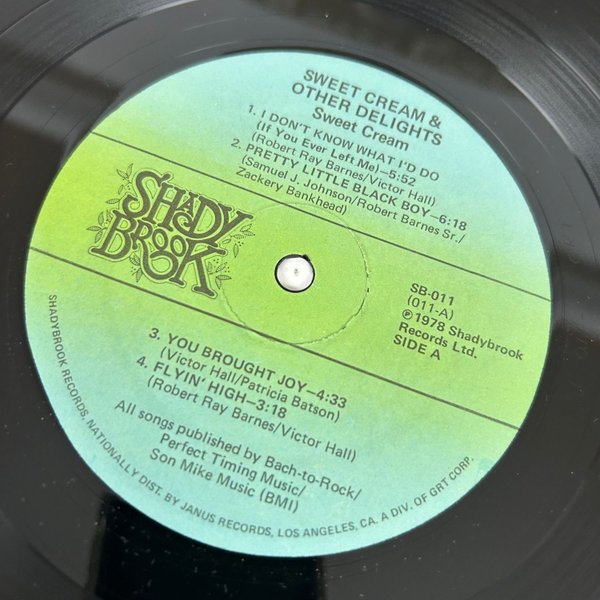 SWEET CREAM &
OTHER DELIGHTS
Sweet Cream
1. I DON'T KNOW WHAT I'D DO
(If You Ever Left Me)—5:52
(Robert Ray Barnes/Victor Hall)
2. PRETTY LITTLE BLACK BOY—6:18
(Samuel J. Johnson/Robert Barnes Sr./
Zackery Bankhead)
SHADY
BROOK
SB-011
(011-A)
℗1978 Shadybrook
Records Ltd.
SIDE A
3. YOU BROUGHT JOY—4:33
(Victor Hall/Patricia Batson)
4. FLYIN' HIGH—3:18
(Robert Ray Barnes/Victor Hall)
All songs published by Bach-to-Rock/
Perfect Timing Music/
Son Mike Music (BMI)
SHADYBROOK RECORDS, NATIONALLY DIST. BY JANUS RECORDS, LOS ANGELES, CA. A DIV. OF GRT CORP.